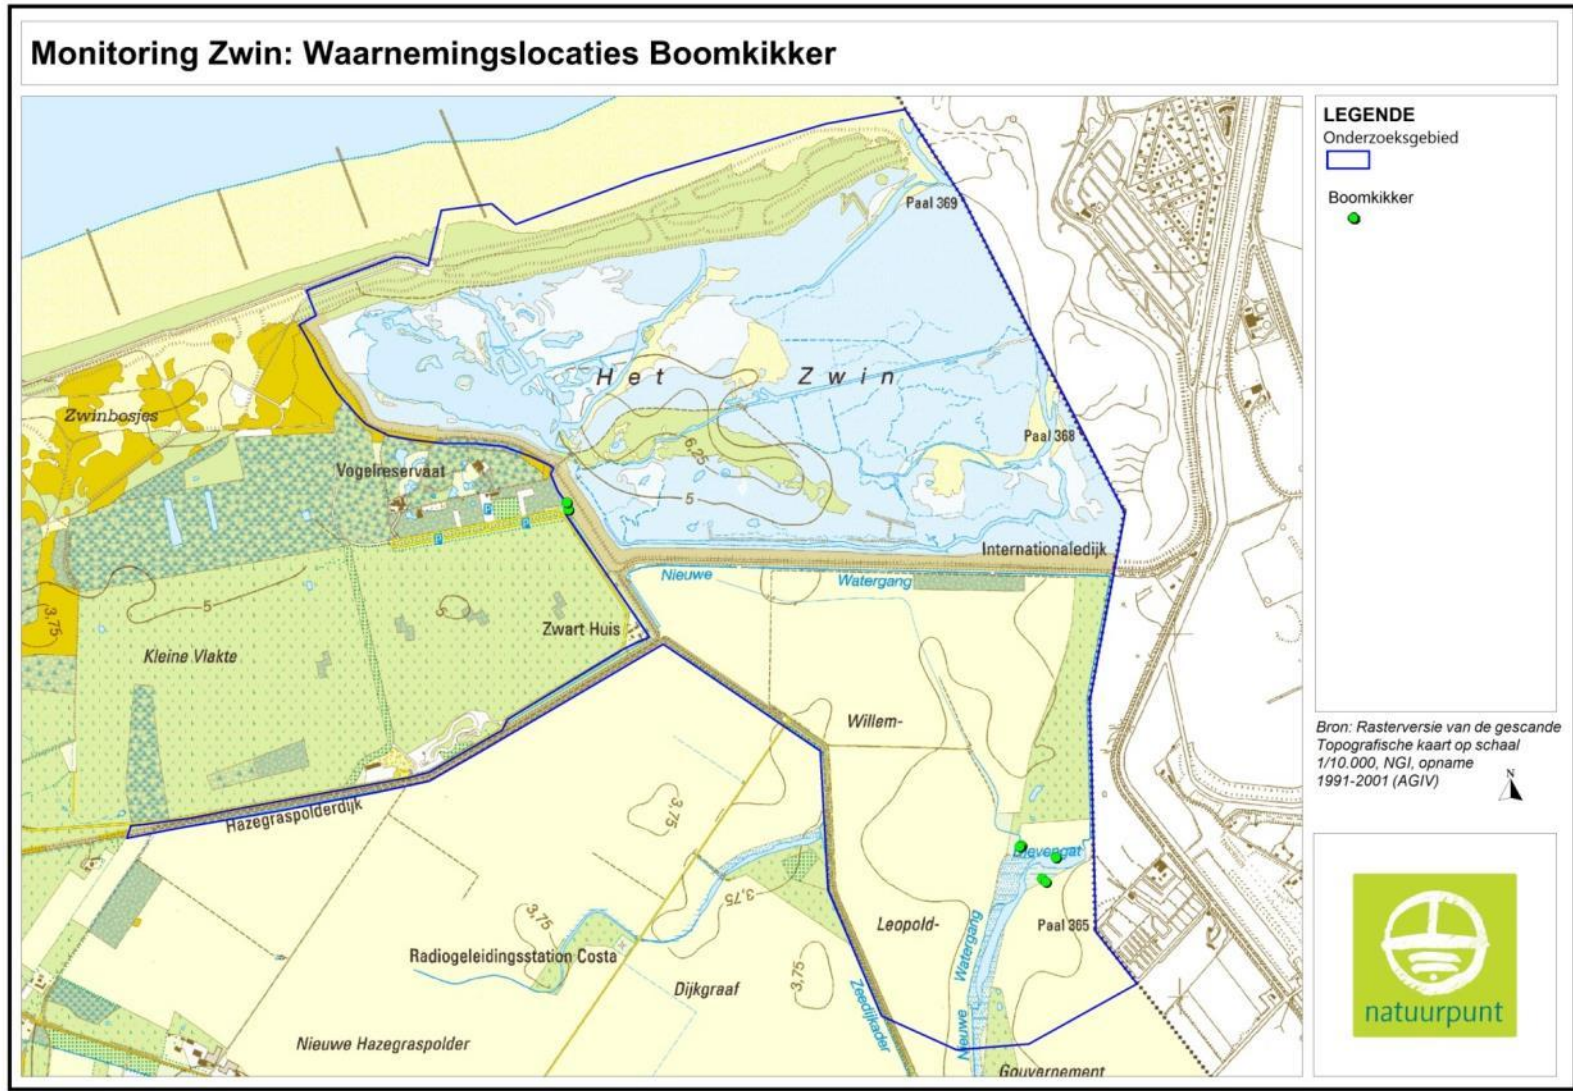 Monitoring Zwin: Waarnemingslocaties Boomkikker
LEGENDE
Onderzoeksgebied
Boomkikker
Paal 369
Het Zwin
Zwinbosjes
Paal 368
Vogelreservaat
6,25
5
5
P
P
P
Internationaledijk
Nieuwe Watergang
5
5
3,75
Zwart Huis
Kleine Vlakte
Willem-
Bron: Rasterversie van de gescande
Topografische kaart op schaal
1/10.000, NGI, opname
1991-2001 (AGIV)
N
Hazegraspolderdijk
3,75
Dievengat
3,75
3,75
Leopold-
Paal 365
Radiogeleidingsstation Costa
Nieuwe Watergang
3,75
Dijkgraaf
Zeedijkader
Nieuwe Hazegraspolder
Gouvernement
natuurpunt